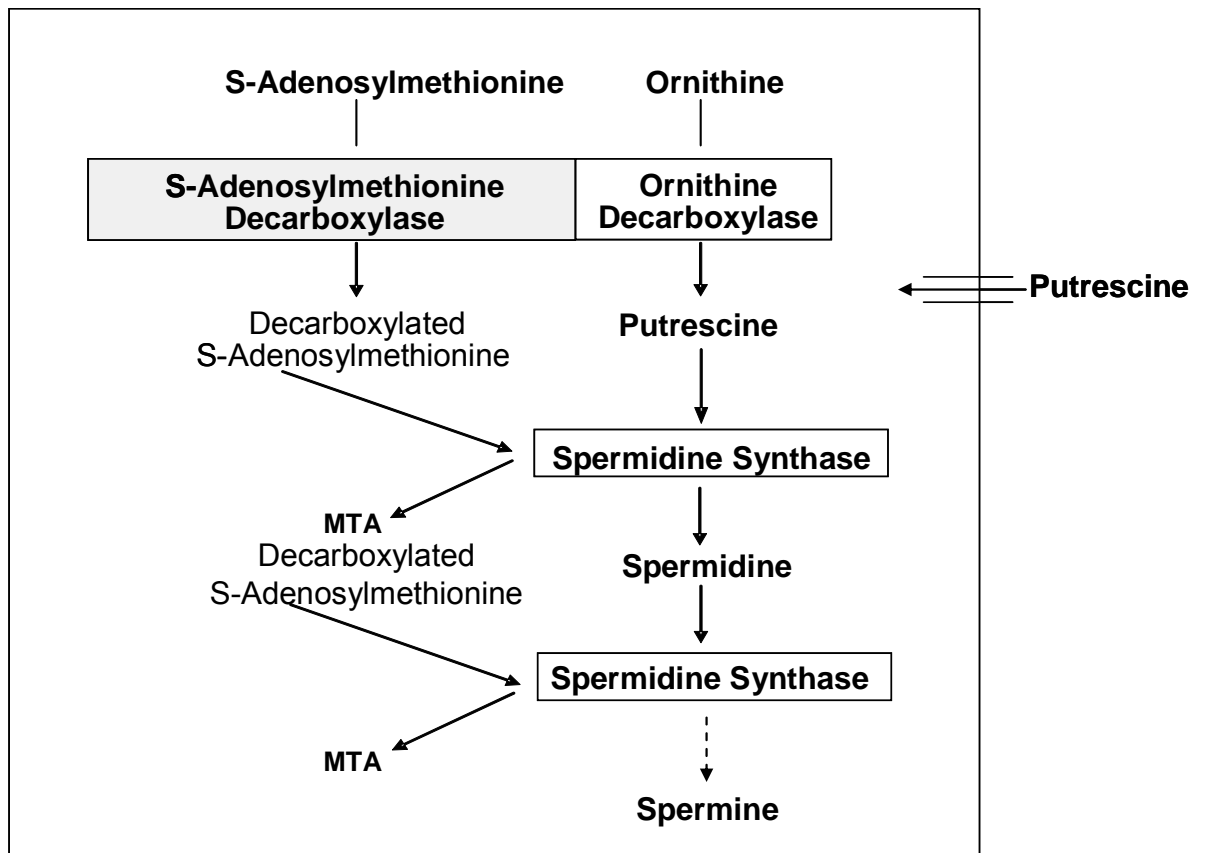 S-Adenosylmethionine
Ornithine
S-Adenosylmethionine
Decarboxylase
Ornithine
Decarboxylase
Putrescine
Decarboxylated
S-Adenosylmethionine
Putrescine
Spermidine Synthase
MTA
Decarboxylated
S-Adenosylmethionine
Spermidine
Spermidine Synthase
MTA
Spermine